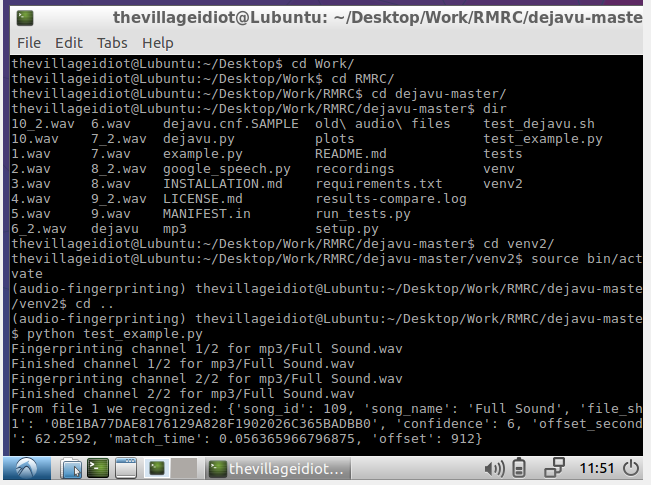 thevillageidiot@Lubuntu: ~/Desktop/Work/RMRC/dejavu-maste
File Edit Tabs Help
thevillageidiot@Lubuntu:~/Desktop$ cd Work/
thevillageidiot@Lubuntu:~/Desktop/Work$ cd RMRC/
thevillageidiot@Lubuntu:~/Desktop/Work/RMRC$ cd dejavu-master/
thevillageidiot@Lubuntu:~/Desktop/Work/RMRC/dejavu-master$ dir
10_2.wav 6.wav dejavu.cnf.SAMPLE old\ audio\ files test_dejavu.sh
10.wav 7_2.wav dejavu.py plots test_example.py
1.wav 7.wav example.py README.md tests
2.wav 8_2.wav google_speech.py recordings venv
3.wav 8.wav INSTALLATION.md requirements.txt venv2
4.wav 9_2.wav LICENSE.md results-compare.log
5.wav 9.wav MANIFEST.in run_tests.py
6_2.wav dejavu mp3 setup.py
thevillageidiot@Lubuntu:~/Desktop/Work/RMRC/dejavu-master$ cd venv2/
thevillageidiot@Lubuntu:~/Desktop/Work/RMRC/dejavu-master/venv2$ source bin/acti
vate
(audio-fingerprinting) thevillageidiot@Lubuntu:~/Desktop/Work/RMRC/dejavu-maste
/venv2$ cd ..
(audio-fingerprinting) thevillageidiot@Lubuntu:~/Desktop/Work/RMRC/dejavu-maste
$ python test_example.py
Fingerprinting channel 1/2 for mp3/Full Sound.wav
Finished channel 1/2 for mp3/Full Sound.wav
Fingerprinting channel 2/2 for mp3/Full Sound.wav
Finished channel 2/2 for mp3/Full Sound.wav
From file 1 we recognized: {'song_id': 109, 'song_name': 'Full Sound', 'file_sh
1': '0BE1BA77DAE8176129A828F1902026C365BADBB0', 'confidence': 6, 'offset_second
': 62.2592, 'match_time': 0.056365966796875, 'offset': 912}
thevillageidiot...
11:51